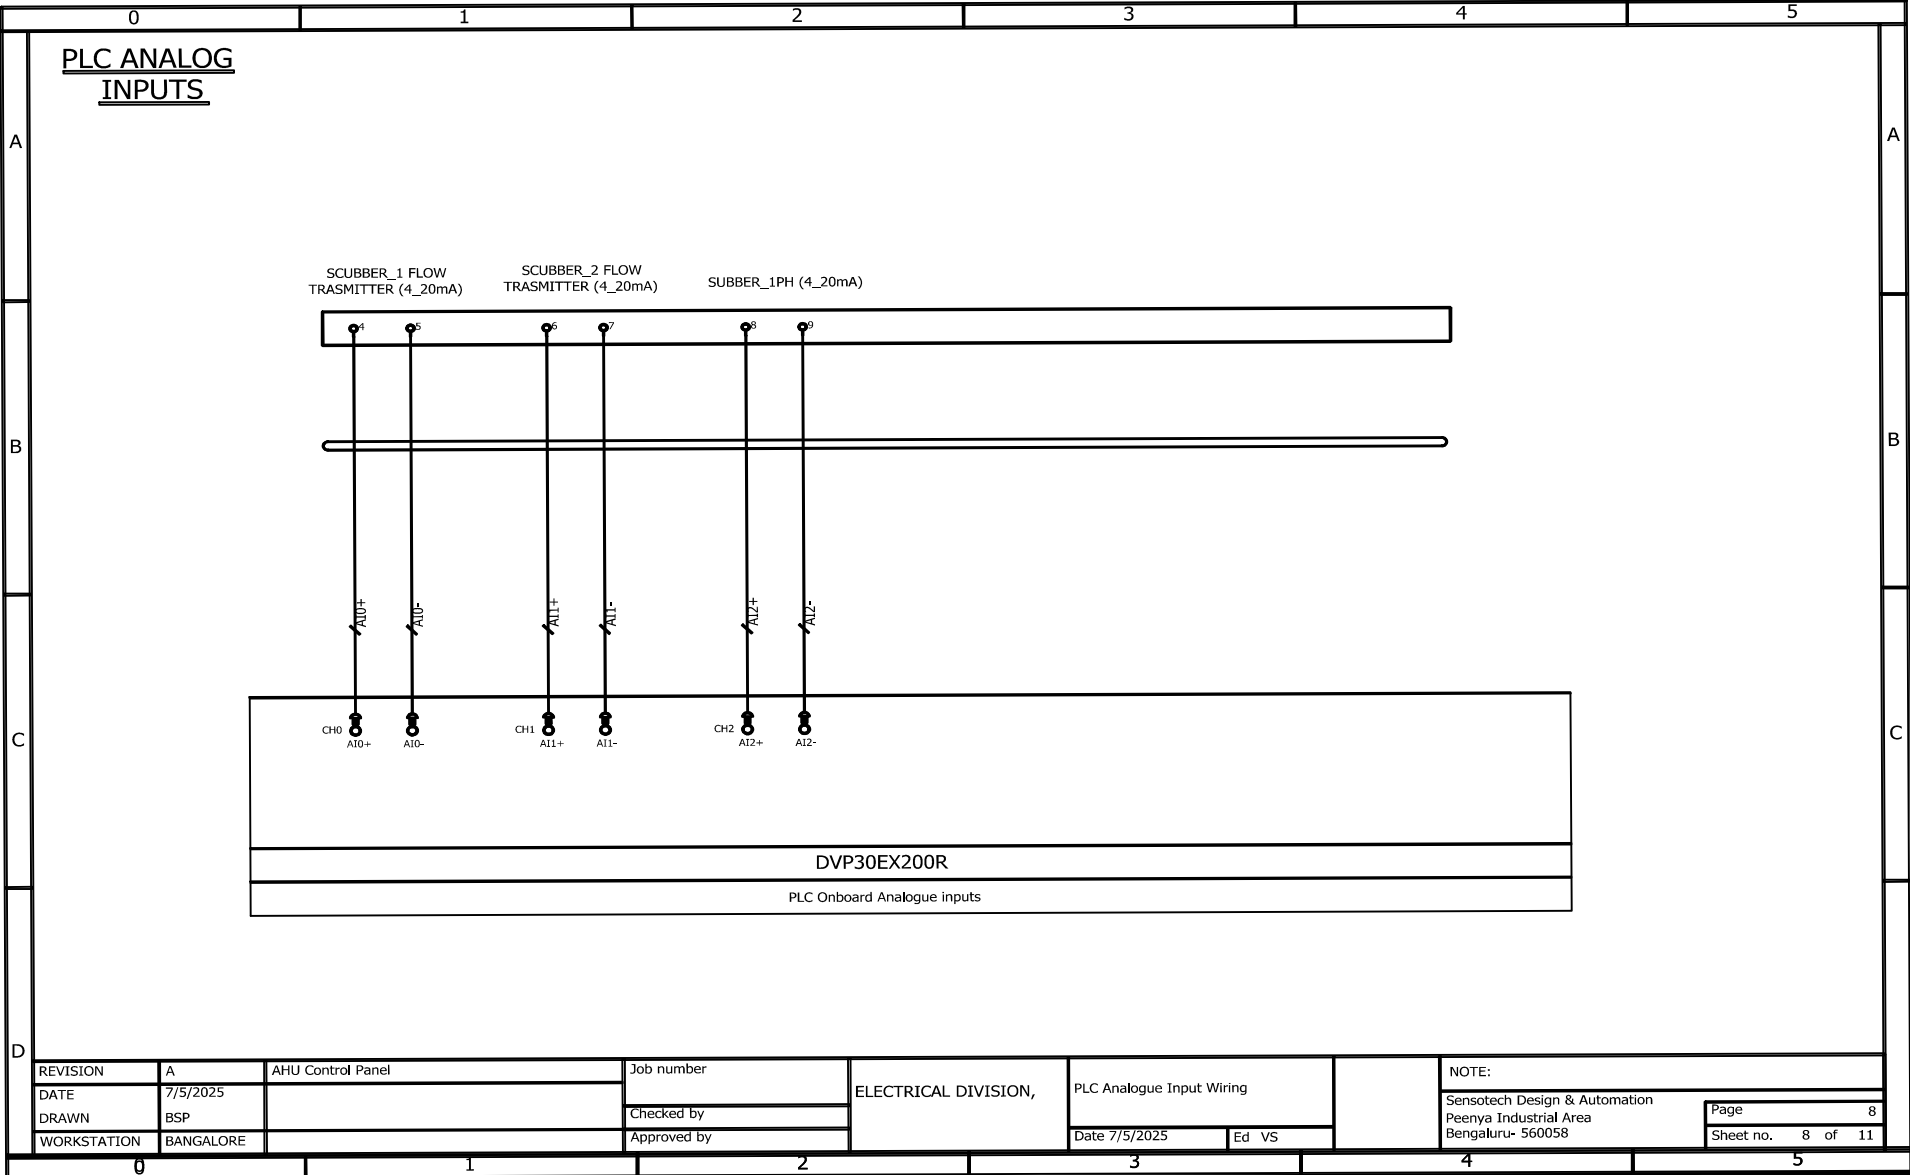 0 1 2 3 4 5
PLC ANALOG
INPUTS
A A
SCUBBER_1 FLOW
TRASMITTER (4_20mA)
SCUBBER_2 FLOW
TRASMITTER (4_20mA)
SUBBER_1PH (4_20mA)
4 5 6 7 8 9
B B
AI0+ AI0- AI1+ AI1- AI2+ AI2-
C C
CH0 CH1 CH2
AI0+ AI0- AI1+ AI1- AI2+ AI2-
DVP30EX200R
PLC Onboard Analogue inputs
D
REVISION A
DATE 7/5/2025
DRAWN BSP
WORKSTATION BANGALORE
AHU Control Panel
Job number
Checked by
Approved by
ELECTRICAL DIVISION,
PLC Analogue Input Wiring
Date 7/5/2025 Ed VS
NOTE:
Sensotech Design & Automation
Peenya Industrial Area
Bengaluru- 560058
Page 8
Sheet no. 8 of 11
0 1 2 3 4 5